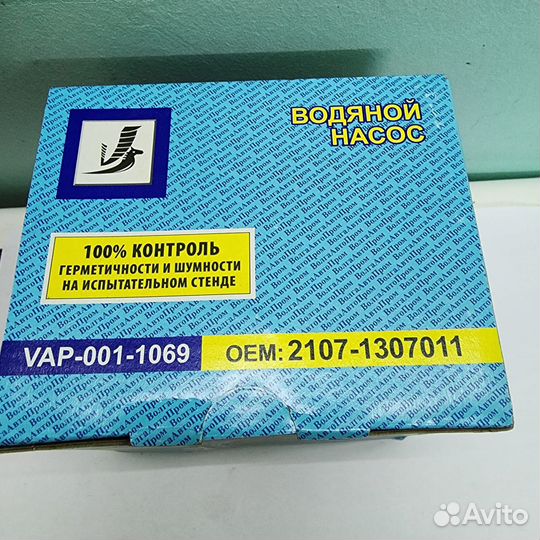 ВОДЯНОЙ
НАСОС
100% КОНТРОЛЬ
ГЕРМЕТИЧНОСТИ И ШУМНОСТИ
НА ИСПЫТАТЕЛЬНОМ СТЕНДЕ
VAP-001-1069
OEM: 2107-1307011
Avito